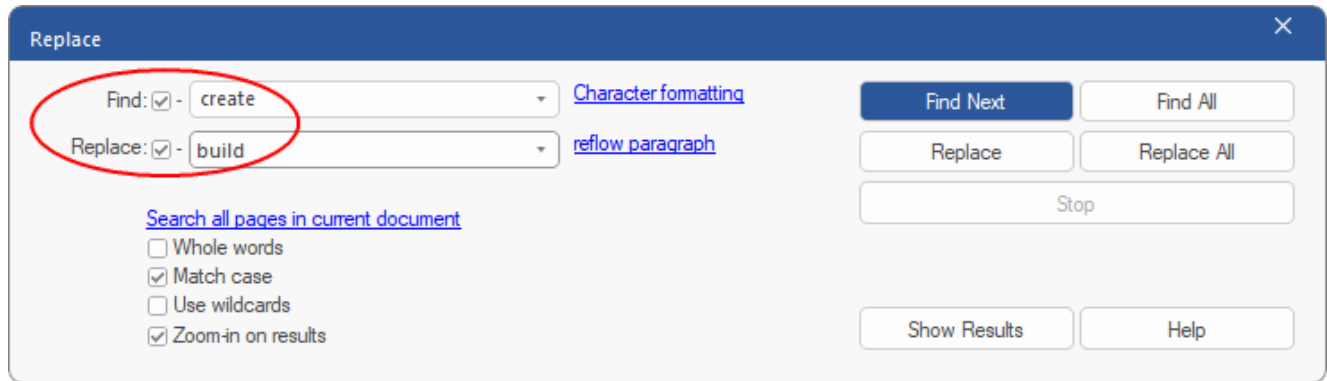 Replace
Find: - create Character formatting Find Next Find All
Replace: - build reflow paragraph Replace Replace All
Stop
Search all pages in current document
Whole words
Match case
Use wildcards
Zoom-in on results Show Results Help